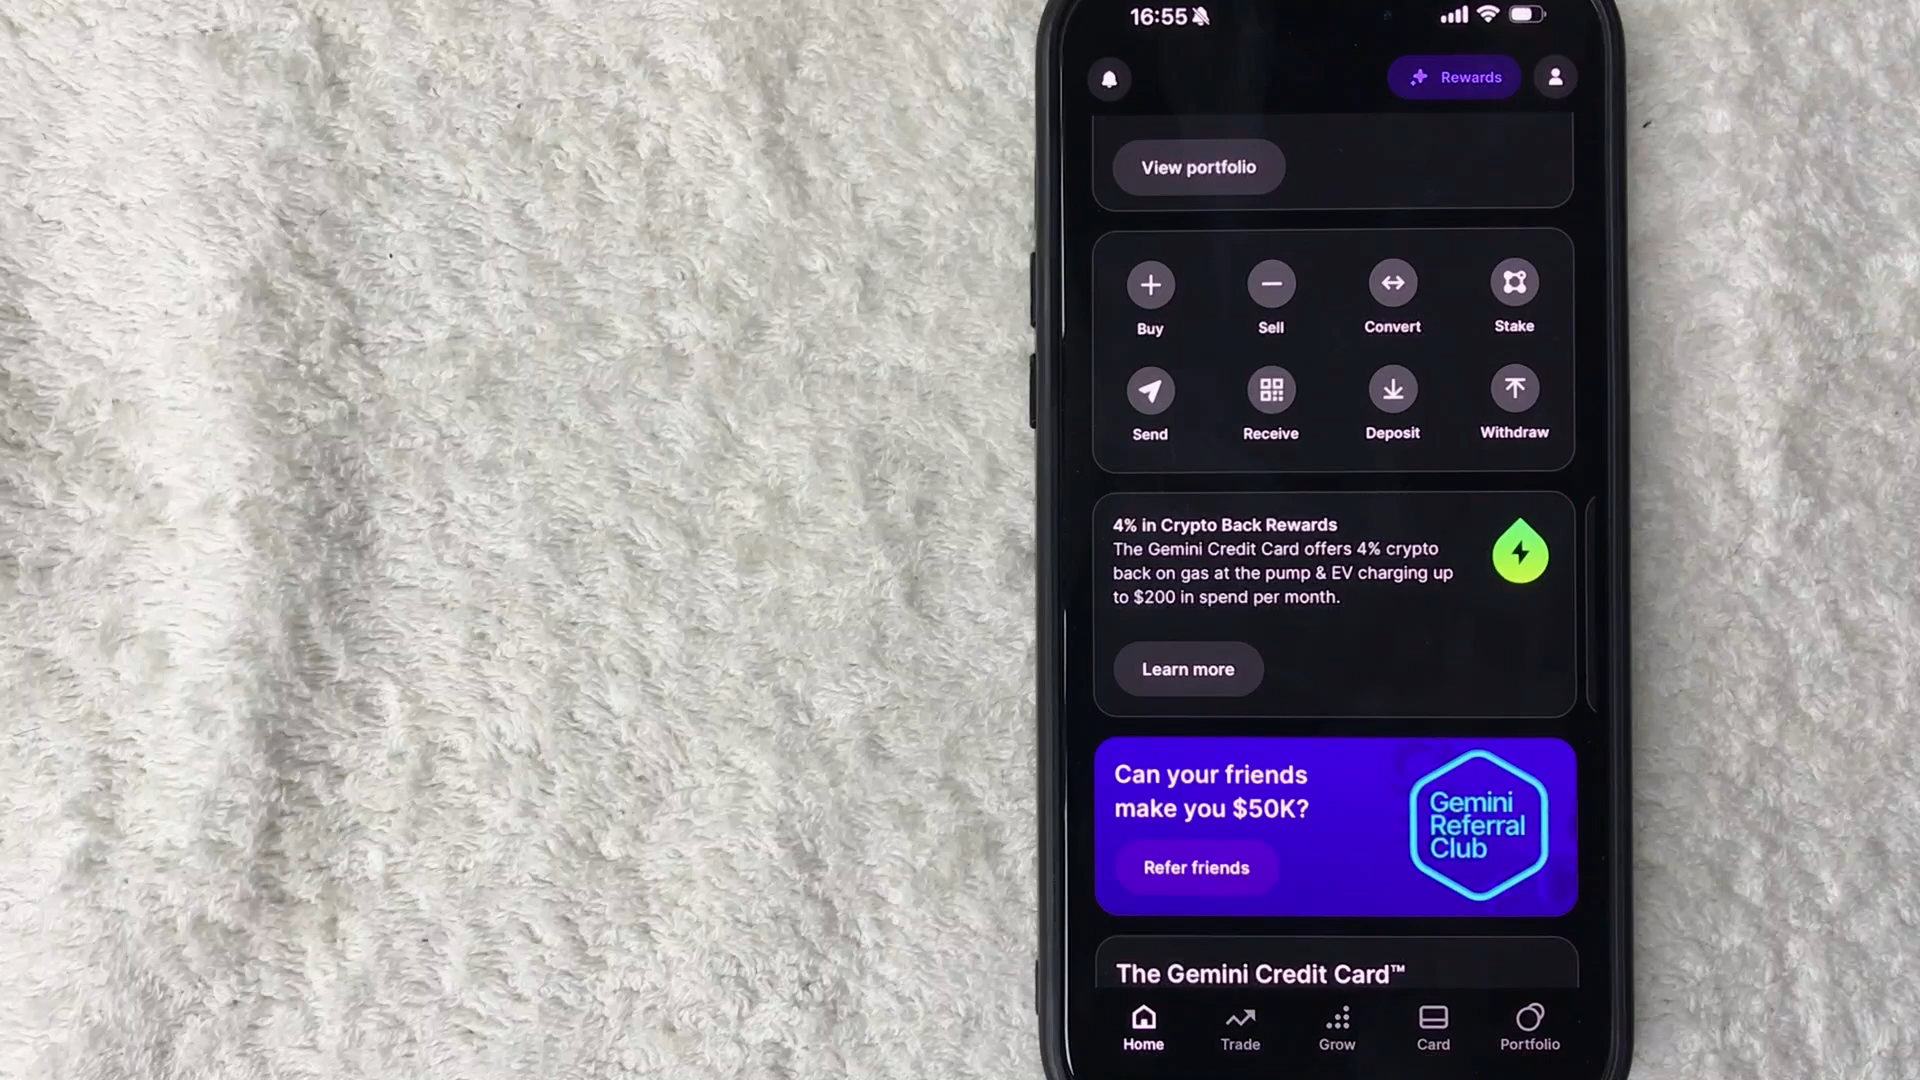 16:55
Rewards
View portfolio
Buy
Sell
Convert
Stake
Send
Receive
Deposit
Withdraw
4% in Crypto Back Rewards
The Gemini Credit Card offers 4% crypto
back on gas at the pump & EV charging up
to $200 in spend per month.
Learn more
Can your friends
make you $50K?
Refer friends
Gemini
Referral
Club
The Gemini Credit Card™
Home
Trade
Grow
Card
Portfolio